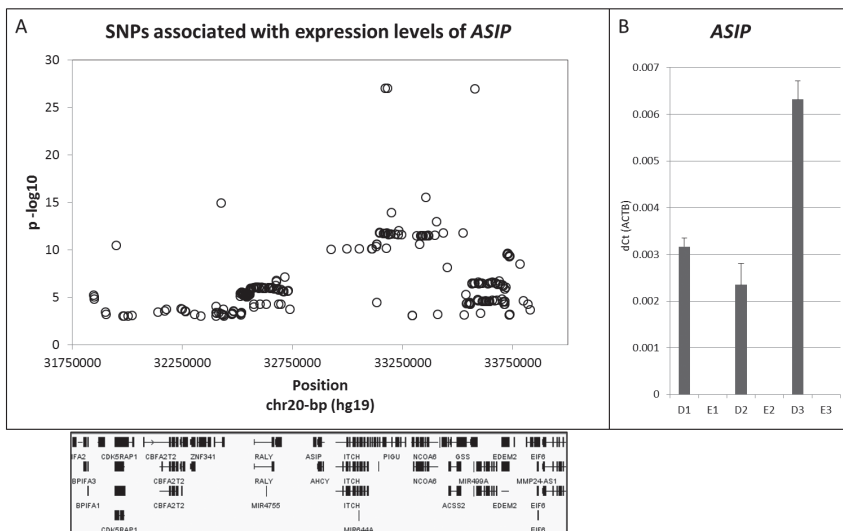 A
SNPs associated with expression levels of ASIP
30
25
20
15
10
5
0
p -log10
31750000 32250000 32750000 33250000 33750000
Position
chr20-bp (hg19)
B
ASIP
0.007
0.006
0.005
0.004
0.003
0.002
0.001
0
dCt (ACTB)
D1 E1 D2 E2 D3 E3
IFA2 CDK5RAP1 CBFA2T2 ZNF341 RALY ASIP ITCH PIGU NCOA6 GSS EDEM2 EIF6
BPIFA3 CBFA2T2 RALY AHCY ITCH NCOA6 MIR499A MMP24-AS1
BPIFA1 CBFA2T2 MIR4755 ITCH ACSS2 EDEM2 EIF6
CDK5RAP1 MIR644A EIF6